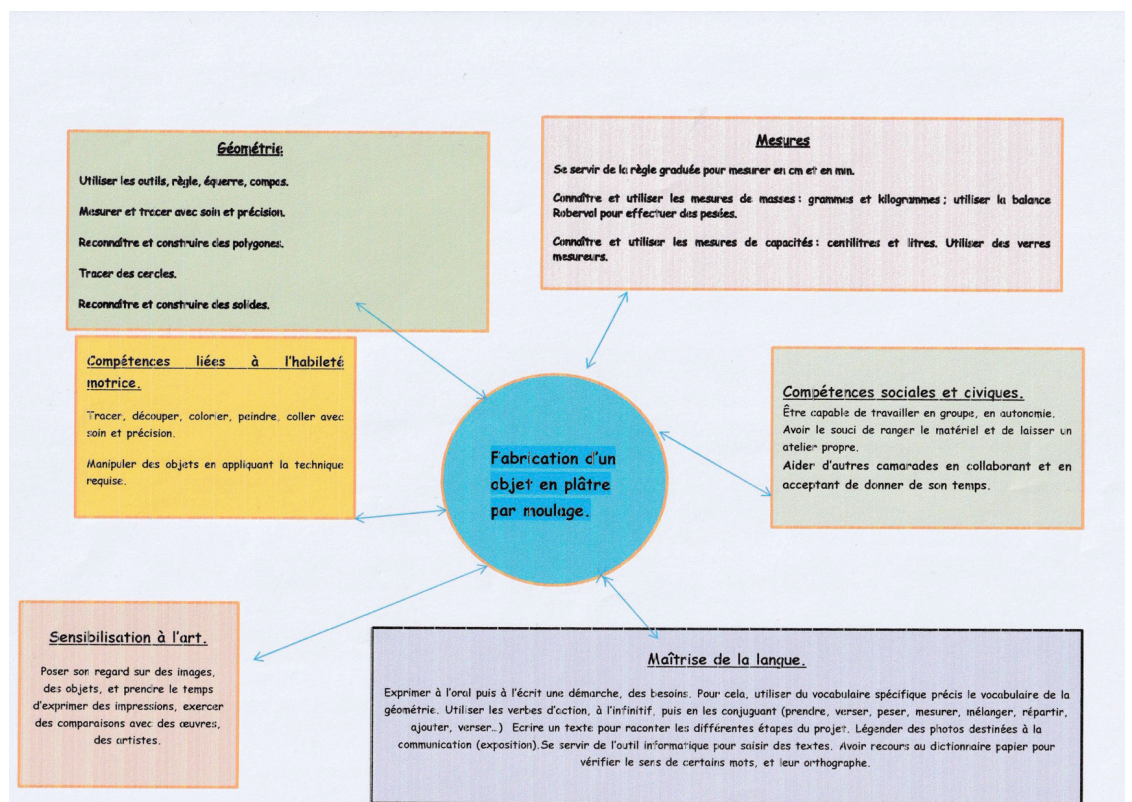 Géométrie
Utiliser les outils, règle, équerre, compas.
Mesurer et tracer avec soin et précision.
Reconnaître et construire des polygones.
Tracer des cercles.
Reconnaître et construire des solides.
Mesures
Se servir de la règle graduée pour mesurer en cm et en mm.
Connaître et utiliser les mesures de masses : grammes et kilogrammes ; utiliser la balance
Roberval pour effectuer des pesées.
Connaître et utiliser les mesures de capacités : centilitres et litres. Utiliser des verres
mesureurs.
Compétences liées à l'habileté
motrice.
Tracer, découper, colorier, peindre, coller avec
soin et précision.
Manipuler des objets en appliquant la technique
requise.
Fabrication d'un
objet en plâtre
par moulage.
Compétences sociales et civiques.
Être capable de travailler en groupe, en autonomie.
Avoir le souci de ranger le matériel et de laisser un
atelier propre.
Aider d'autres camarades en collaborant et en
acceptant de donner de son temps.
Sensibilisation à l'art.
Poser son regard sur des images,
des objets, et prendre le temps
d'exprimer des impressions, exercer
des comparaisons avec des œuvres,
des artistes.
Maîtrise de la langue.
Exprimer à l'oral puis à l'écrit une démarche, des besoins. Pour cela, utiliser du vocabulaire spécifique précis le vocabulaire de la
géométrie. Utiliser les verbes d'action, à l'infinitif, puis en les conjuguant (prendre, verser, peser, mesurer, mélanger, répartir,
ajouter, verser…) Ecrire un texte pour raconter les différentes étapes du projet. Légender des photos destinées à la
communication (exposition).Se servir de l'outil informatique pour saisir des textes. Avoir recours au dictionnaire papier pour
vérifier le sens de certains mots, et leur orthographe.